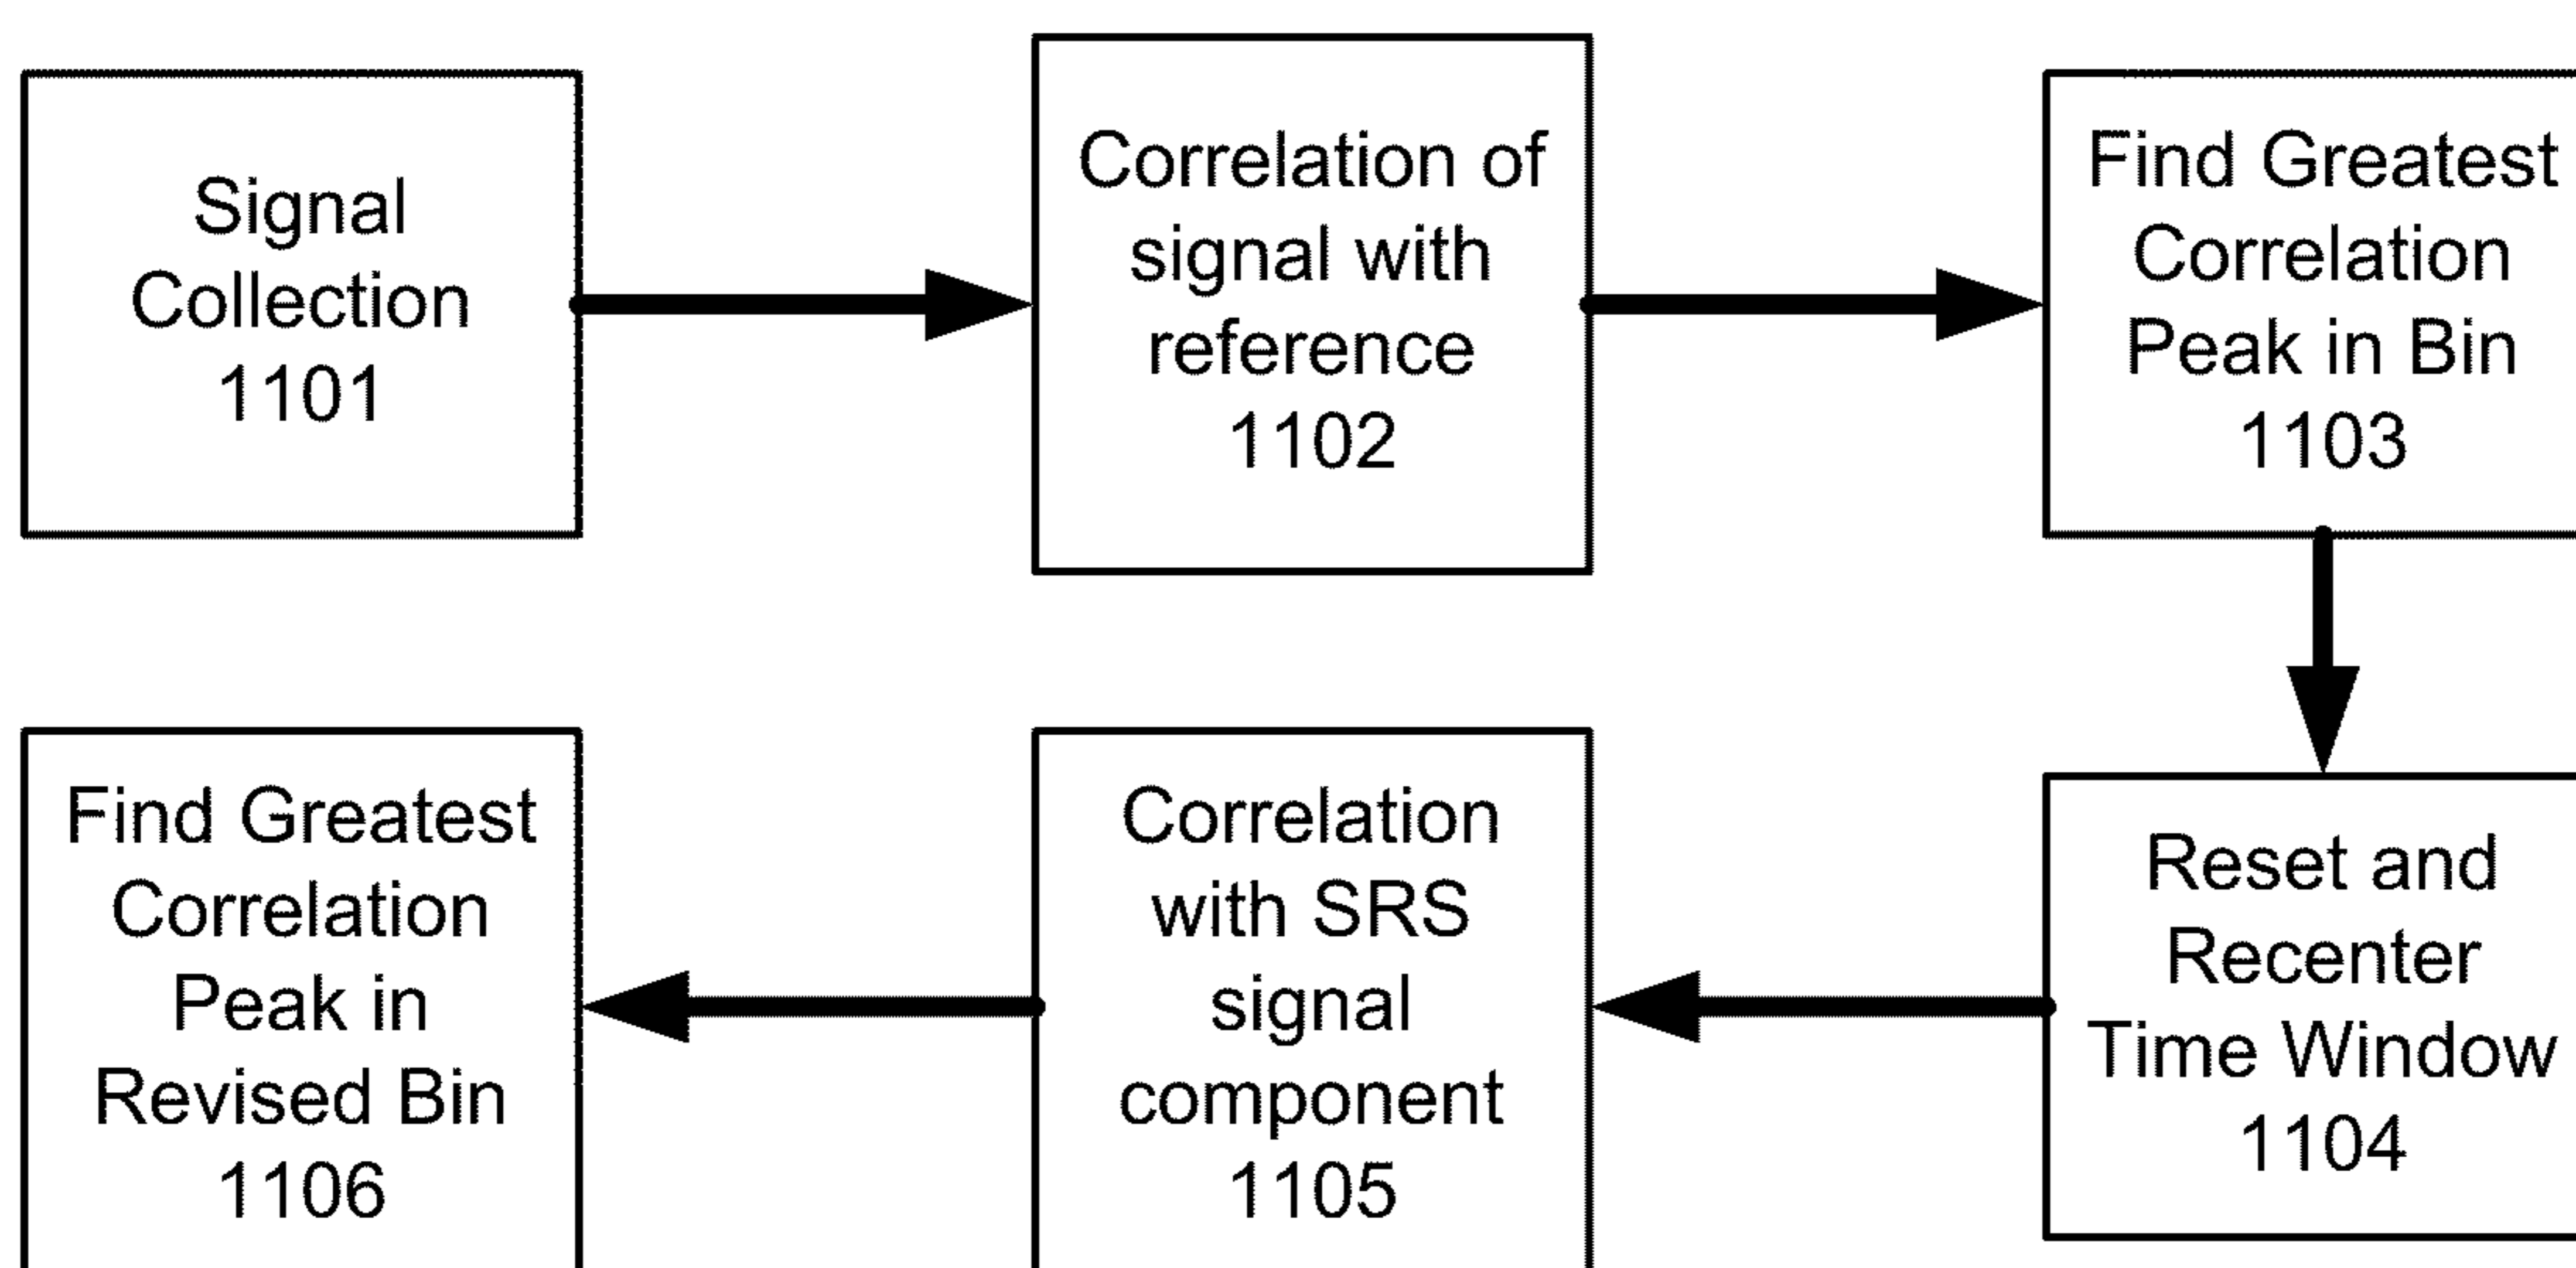 Signal
Collection
1101
Correlation of
signal with
reference
1102
Find Greatest
Correlation
Peak in Bin
1103
Reset and
Recenter
Time Window
1104
Correlation
with SRS
signal
component
1105
Find Greatest
Correlation
Peak in
Revised Bin
1106